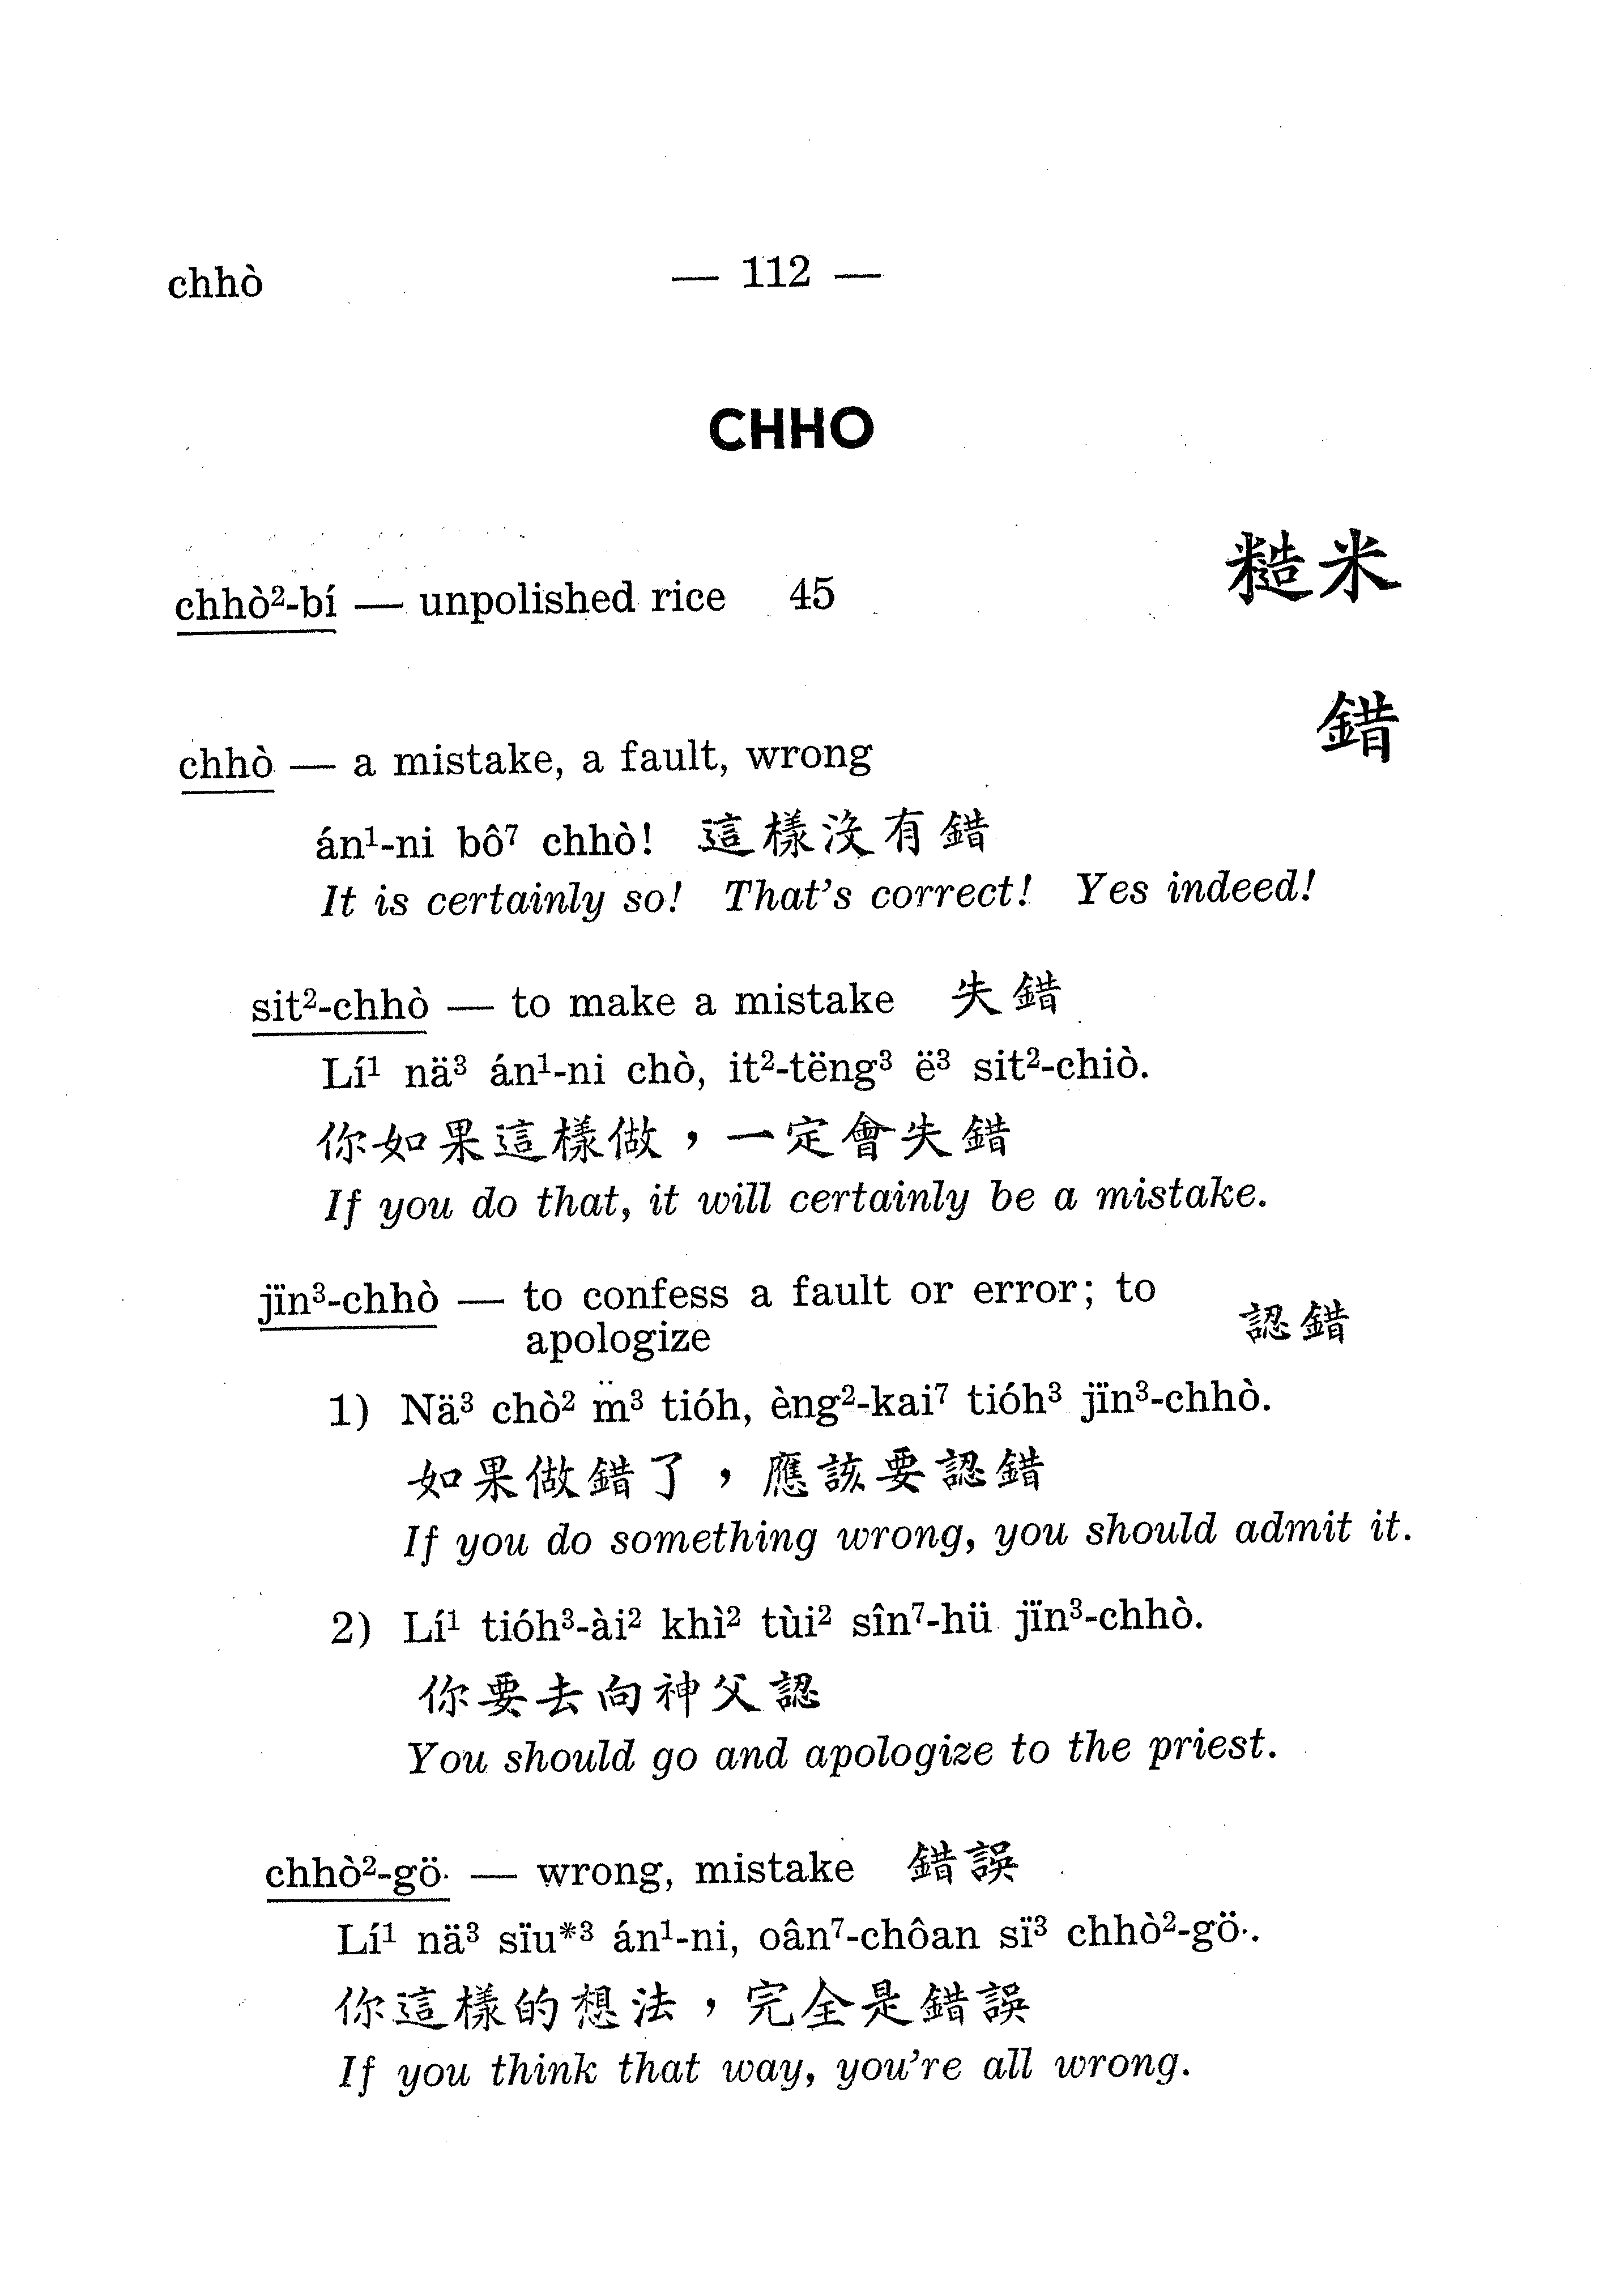 chhò — 112 —
CHHO
chhò²-bí — unpolished rice 45 糙米
chhò — a mistake, a fault, wrong 錯
án¹-ni bô⁷ chhò! 這樣沒有錯
It is certainly so! That's correct! Yes indeed!
sit²-chhò — to make a mistake 失錯
Lí¹ nä³ án¹-ni chò, it²-tëng³ ë³ sit²-chiò.
你如果這樣做，一定會失錯
If you do that, it will certainly be a mistake.
jïn³-chhò — to confess a fault or error; to 認錯
apologize
1) Nä³ chò² m̈³ tióh, èng²-kai⁷ tióh³ jïn³-chhò.
如果做錯了，應該要認錯
If you do something wrong, you should admit it.
2) Lí¹ tióh³-ài² khì² tùi² sîn⁷-hü jïn³-chhò.
你要去向神父認
You should go and apologize to the priest.
chhò²-gö· — wrong, mistake 錯誤
Lí¹ nä³ sïu*³ án¹-ni, oân⁷-chôan sï³ chhò²-gö·.
你這樣的想法，完全是錯誤
If you think that way, you're all wrong.